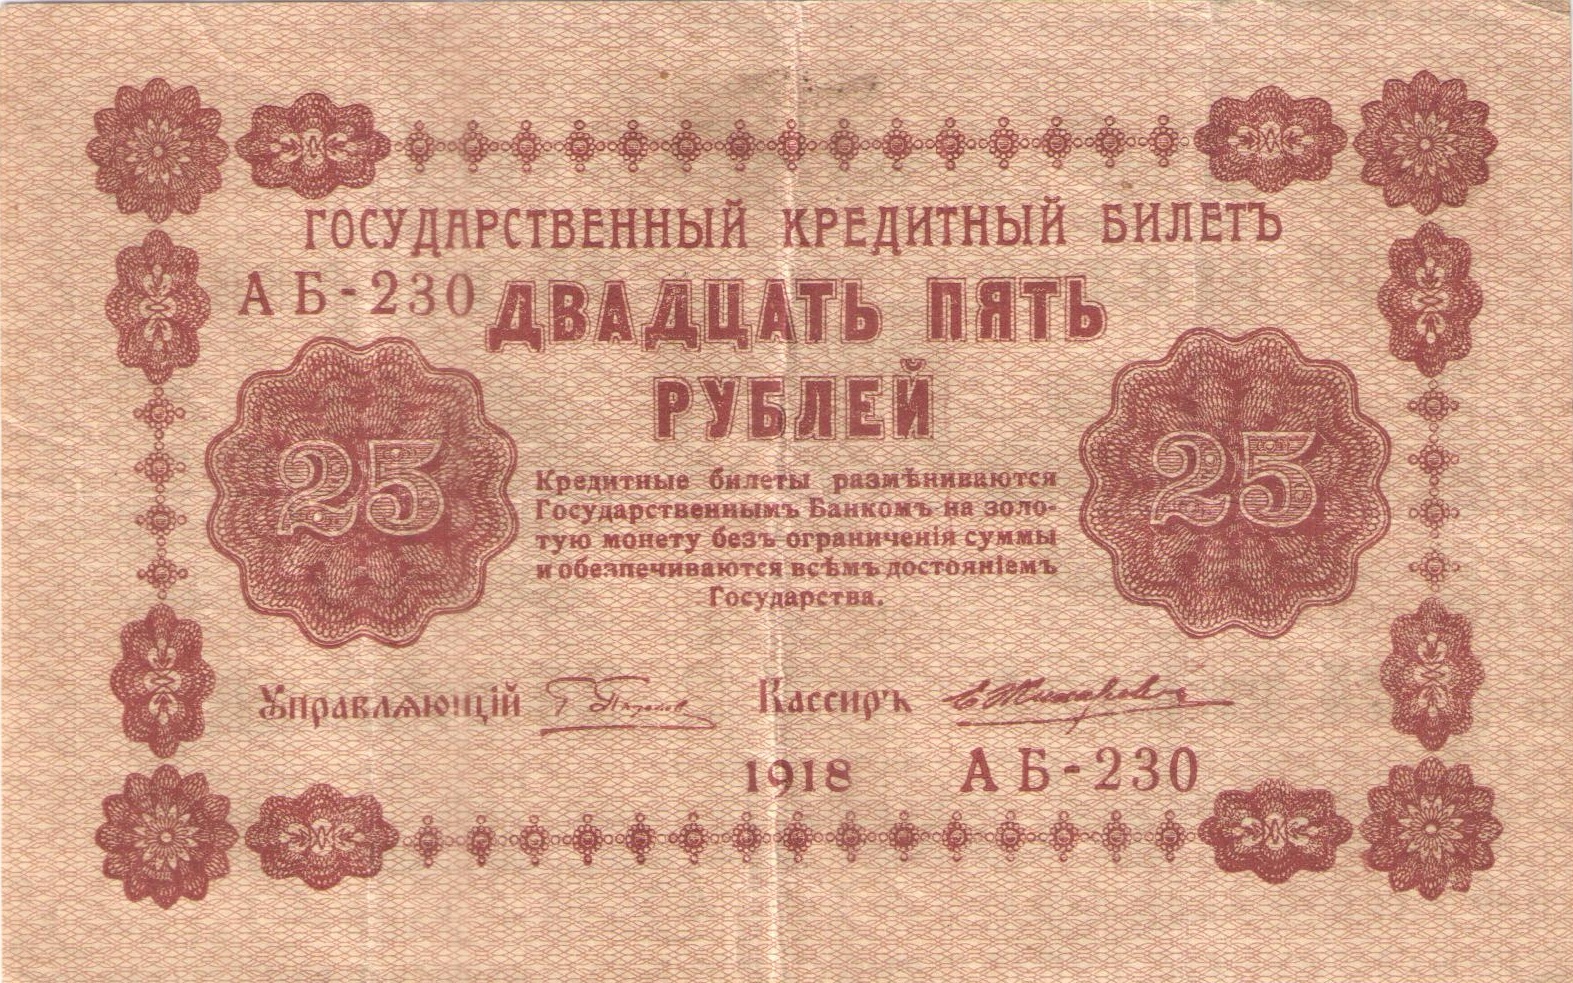 ГОСУДАРСТВЕННЫЙ КРЕДИТНЫЙ БИЛЕТЪ
АБ-230 ДВАДЦАТЬ ПЯТЬ
РУБЛЕЙ
25
25
Кредитные билеты размѣниваются
Государственнымъ Банкомъ на золо-
тую монету безъ ограниченія суммы
и обезпечиваются всѣмъ достояніемъ
Государства.
Управляющій Кассиръ
1918 АБ-230